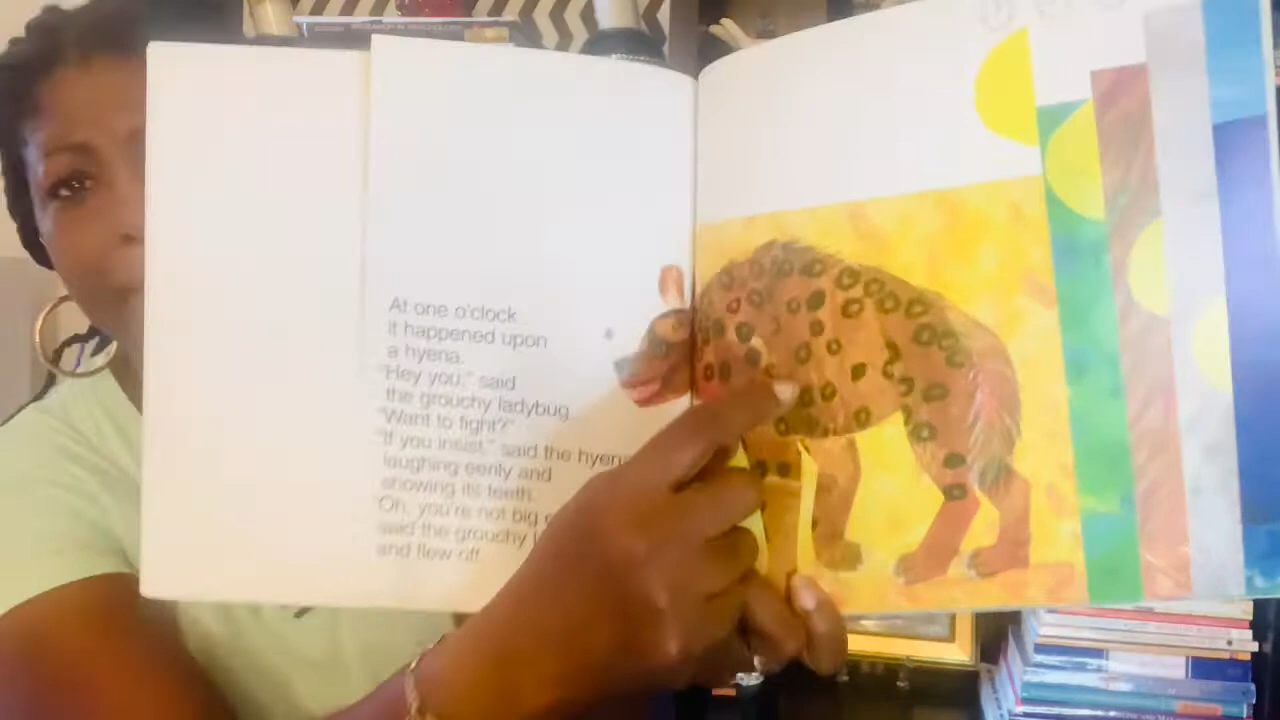 At one o'clock
it happened upon
a hyena.
"Hey you," said
the grouchy ladybug.
"Want to fight?"
"If you insist," said the
laughing eerily and
showing its teeth.
"Oh, you're not big
said the grouchy
and flew off.